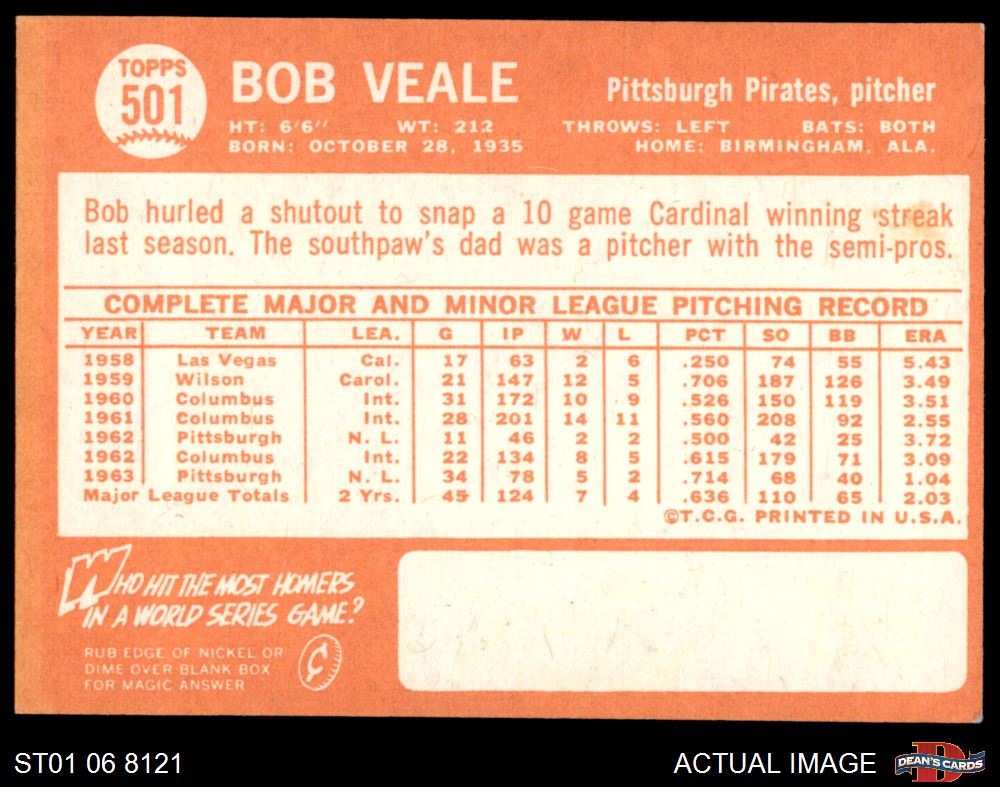 TOPPS
501
BOB VEALE
Pittsburgh Pirates, pitcher
HT: 6'6" WT: 212 THROWS: LEFT BATS: BOTH
BORN: OCTOBER 28, 1935 HOME: BIRMINGHAM, ALA.
Bob hurled a shutout to snap a 10 game Cardinal winning streak
last season. The southpaw's dad was a pitcher with the semi-pros.
COMPLETE MAJOR AND MINOR LEAGUE PITCHING RECORD
YEAR TEAM LEA. G IP W L PCT SO BB ERA
1958 Las Vegas Cal. 17 63 2 6 .250 74 55 5.43
1959 Wilson Carol. 21 147 12 5 .706 187 126 3.49
1960 Columbus Int. 31 172 10 9 .526 150 119 3.51
1961 Columbus Int. 28 201 14 11 .560 208 92 2.55
1962 Pittsburgh N. L. 11 46 2 2 .500 42 25 3.72
1962 Columbus Int. 22 134 8 5 .615 179 71 3.09
1963 Pittsburgh N. L. 34 78 5 2 .714 68 40 1.04
Major League Totals 2 Yrs. 45 124 7 4 .636 110 65 2.03
©T.C.G. PRINTED IN U.S.A.
WHO HIT THE MOST HOMERS
IN A WORLD SERIES GAME?
RUB EDGE OF NICKEL OR
DIME OVER BLANK BOX
FOR MAGIC ANSWER
¢
ST01 06 8121
ACTUAL IMAGE
D
DEAN'S CARDS